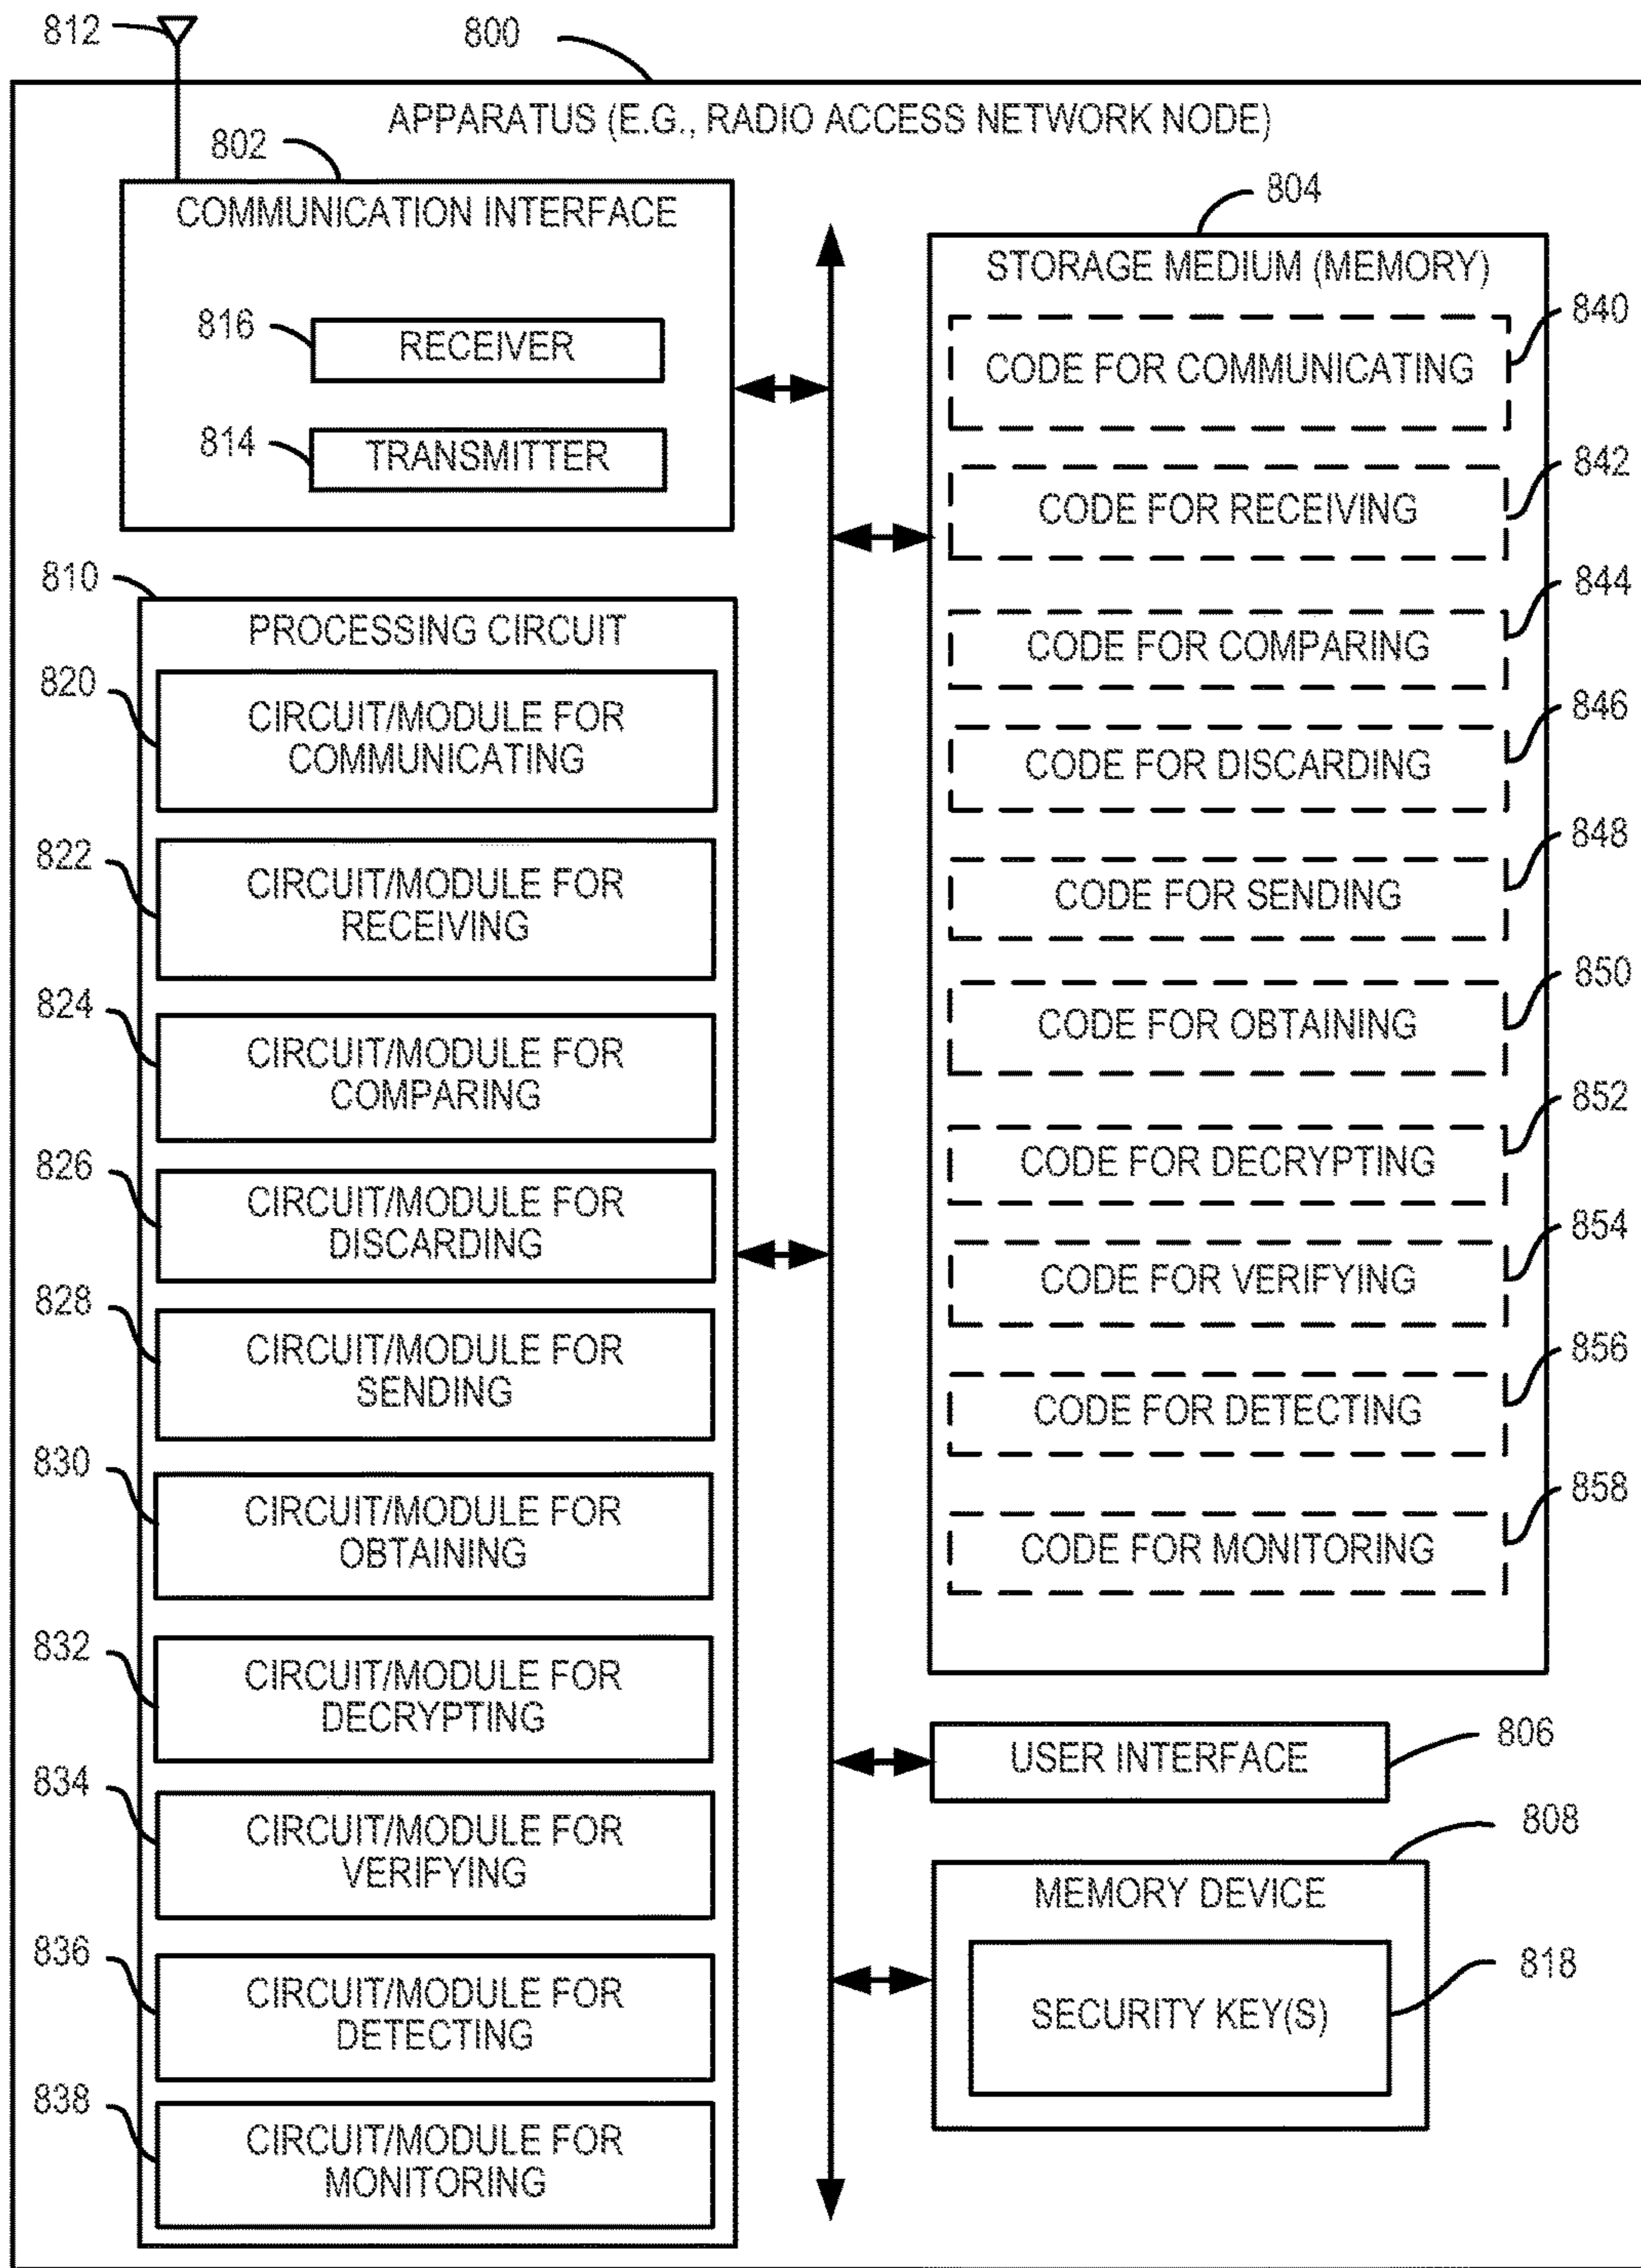 812
800
APPARATUS (E.G., RADIO ACCESS NETWORK NODE)
802
COMMUNICATION INTERFACE
816
RECEIVER
814
TRANSMITTER
810
PROCESSING CIRCUIT
820
CIRCUIT/MODULE FOR
COMMUNICATING
822
CIRCUIT/MODULE FOR
RECEIVING
824
CIRCUIT/MODULE FOR
COMPARING
826
CIRCUIT/MODULE FOR
DISCARDING
828
CIRCUIT/MODULE FOR
SENDING
830
CIRCUIT/MODULE FOR
OBTAINING
832
CIRCUIT/MODULE FOR
DECRYPTING
834
CIRCUIT/MODULE FOR
VERIFYING
836
CIRCUIT/MODULE FOR
DETECTING
838
CIRCUIT/MODULE FOR
MONITORING
804
STORAGE MEDIUM (MEMORY)
840
CODE FOR COMMUNICATING
842
CODE FOR RECEIVING
844
CODE FOR COMPARING
846
CODE FOR DISCARDING
848
CODE FOR SENDING
850
CODE FOR OBTAINING
852
CODE FOR DECRYPTING
854
CODE FOR VERIFYING
856
CODE FOR DETECTING
858
CODE FOR MONITORING
806
USER INTERFACE
808
MEMORY DEVICE
818
SECURITY KEY(S)